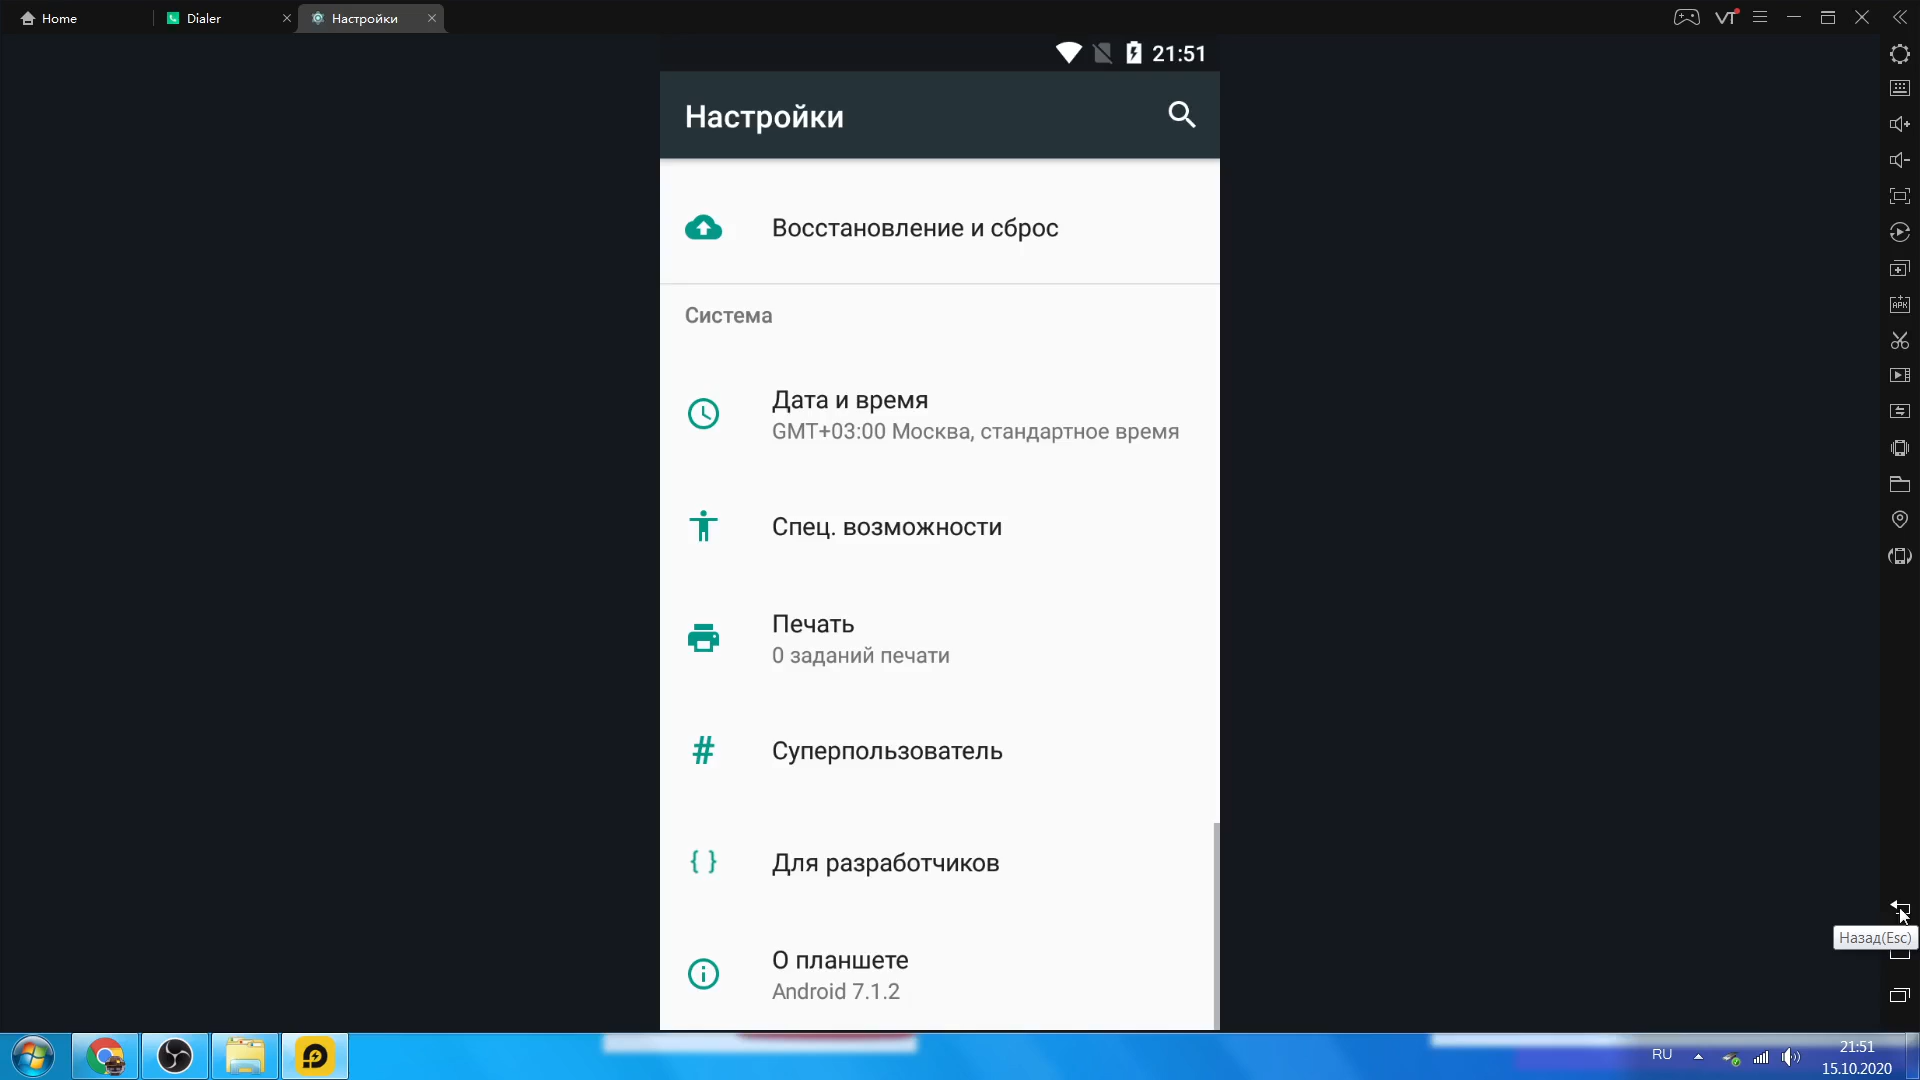 Home
Dialer
Настройки
VT
21:51
Настройки
Восстановление и сброс
Система
Дата и время
GMT+03:00 Москва, стандартное время
Спец. возможности
Печать
0 заданий печати
#
Суперпользователь
{ }
Для разработчиков
О планшете
Android 7.1.2
APK
Назад(Esc)
RU
21:51
15.10.2020